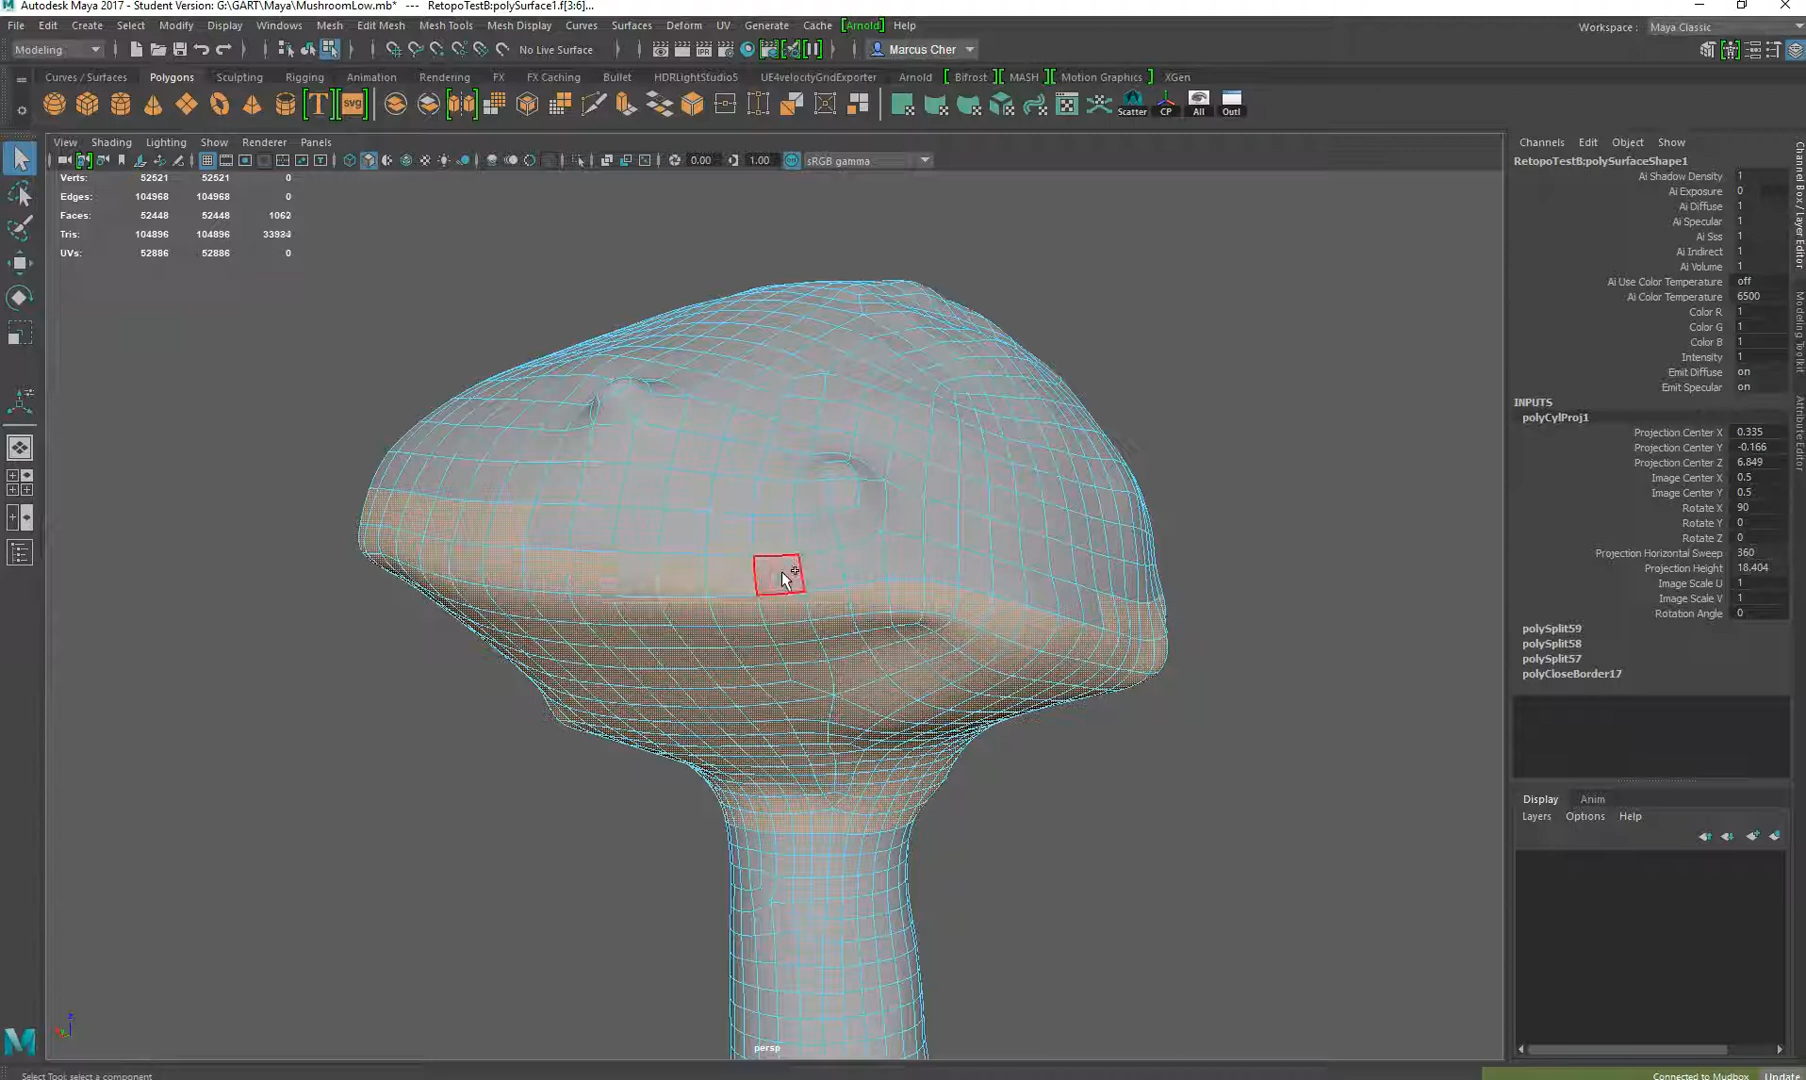 Autodesk Maya 2017 - Student Version: G:\GART\Maya\MushroomLow.mb*  ---  RetopoTestB:polySurface1.f[3:6]...
File Edit Create Select Modify Display Windows Mesh Edit Mesh Mesh Tools Mesh Display Curves Surfaces Deform UV Generate Cache [Arnold] Help
Workspace : Maya Classic
Modeling No Live Surface Marcus Cher
Curves / Surfaces Polygons Sculpting Rigging Animation Rendering FX FX Caching Bullet HDRLightStudio5 UE4velocityGridExporter Arnold [ Bifrost ] [ MASH ] [ Motion Graphics ] XGen
T svg Scatter CP All Outl
View Shading Lighting Show Renderer Panels
0.00 1.00 sRGB gamma
Verts: 52521 52521 0
Edges: 104968 104968 0
Faces: 52448 52448 1062
Tris: 104896 104896 33934
UVs: 52886 52886 0
persp
Channels Edit Object Show
RetopoTestB:polySurfaceShape1
Ai Shadow Density 1
Ai Exposure 0
Ai Diffuse 1
Ai Specular 1
Ai Sss 1
Ai Indirect 1
Ai Volume 1
Ai Use Color Temperature off
Ai Color Temperature 6500
Color R 1
Color G 1
Color B 1
Intensity 1
Emit Diffuse on
Emit Specular on
INPUTS
polyCylProj1
Projection Center X 0.335
Projection Center Y -0.166
Projection Center Z 6.849
Image Center X 0.5
Image Center Y 0.5
Rotate X 90
Rotate Y 0
Rotate Z 0
Projection Horizontal Sweep 360
Projection Height 18.404
Image Scale U 1
Image Scale V 1
Rotation Angle 0
polySplit59
polySplit58
polySplit57
polyCloseBorder17
Display Anim
Layers Options Help
Channel Box / Layer Editor
Modeling Toolkit
Attribute Editor
Select Tool: select a component
Connected to Mudbox Update